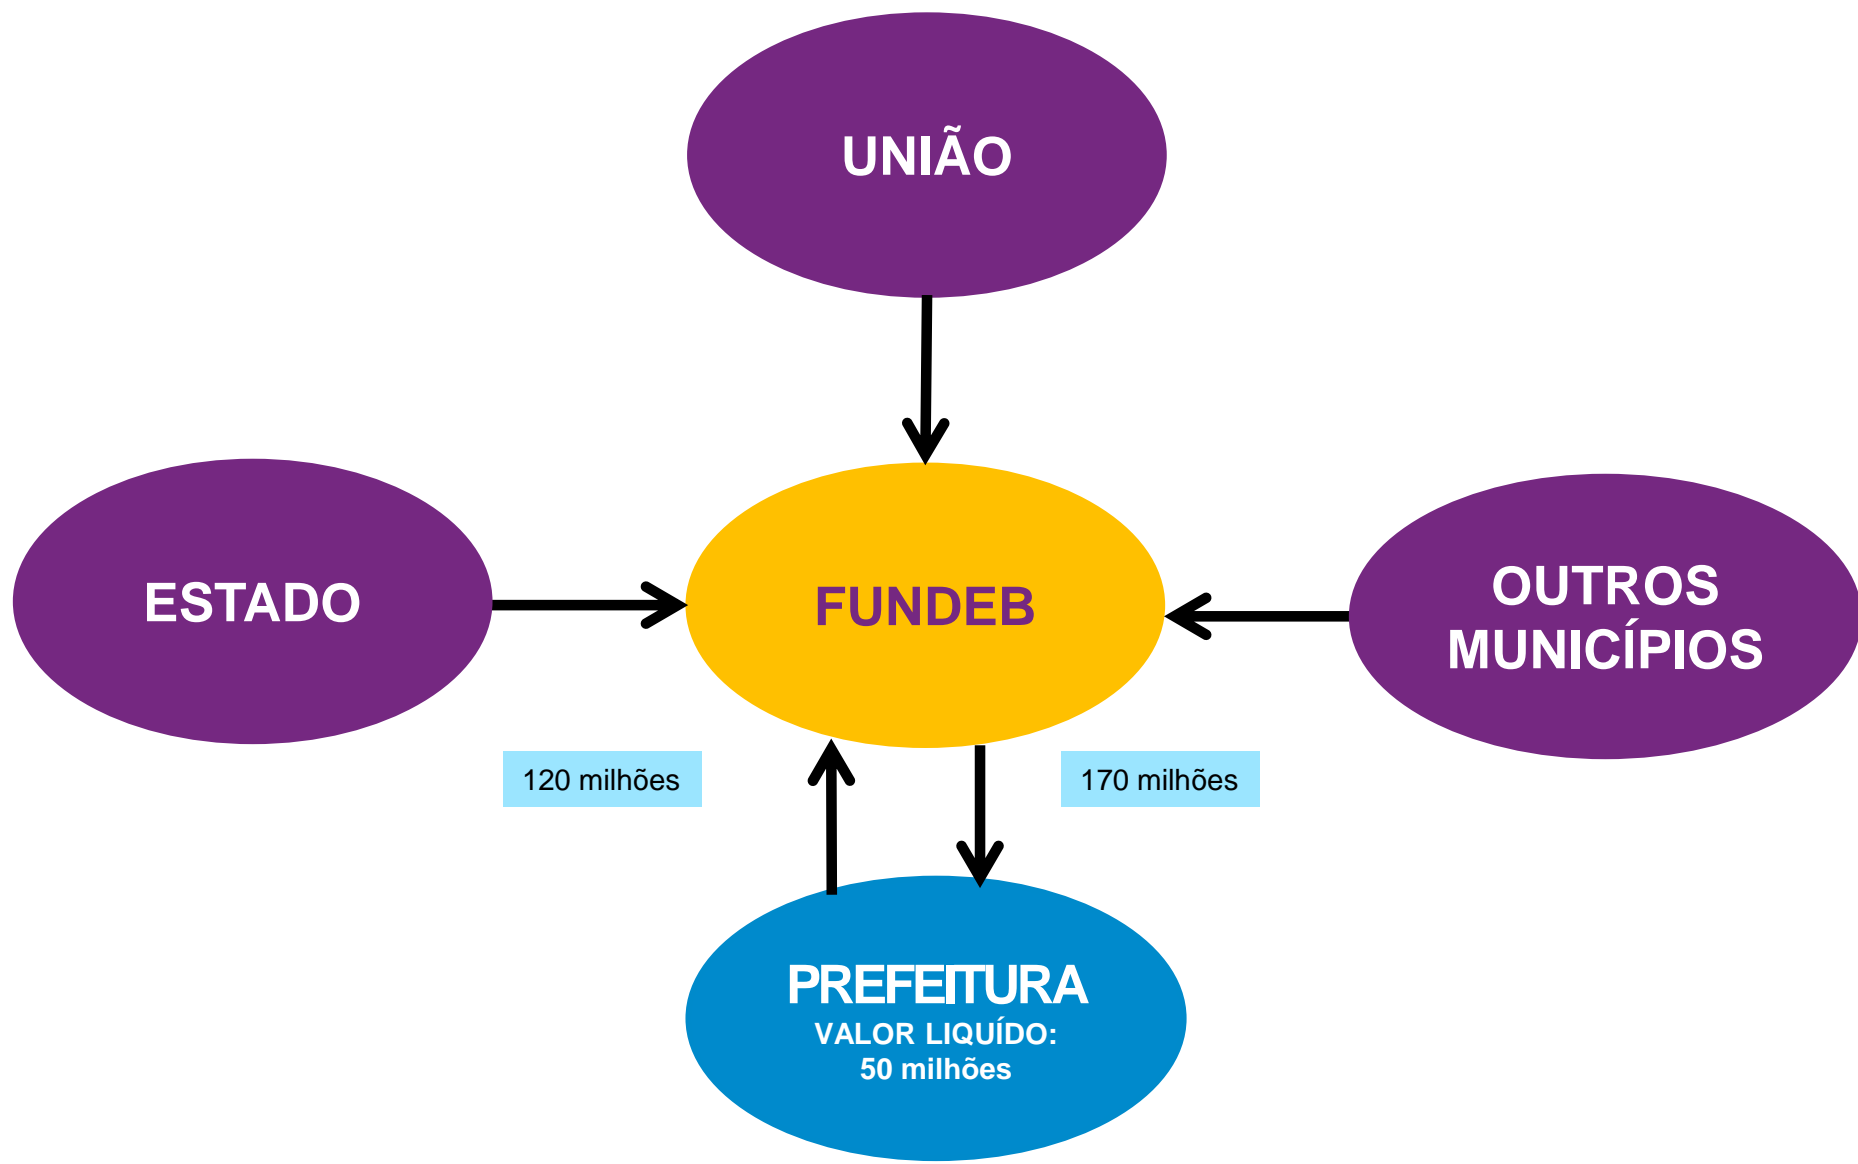 UNIÃO
ESTADO
FUNDEB
OUTROS
MUNICÍPIOS
120 milhões
170 milhões
PREFEITURA
VALOR LIQUÍDO:
50 milhões